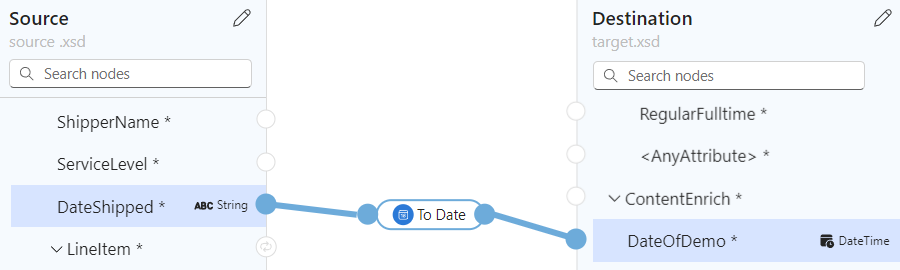 Source
source .xsd
Search nodes
ShipperName *
ServiceLevel *
DateShipped * ABC String
LineItem *
To Date
Destination
target.xsd
Search nodes
RegularFulltime *
<AnyAttribute> *
ContentEnrich *
DateOfDemo * DateTime